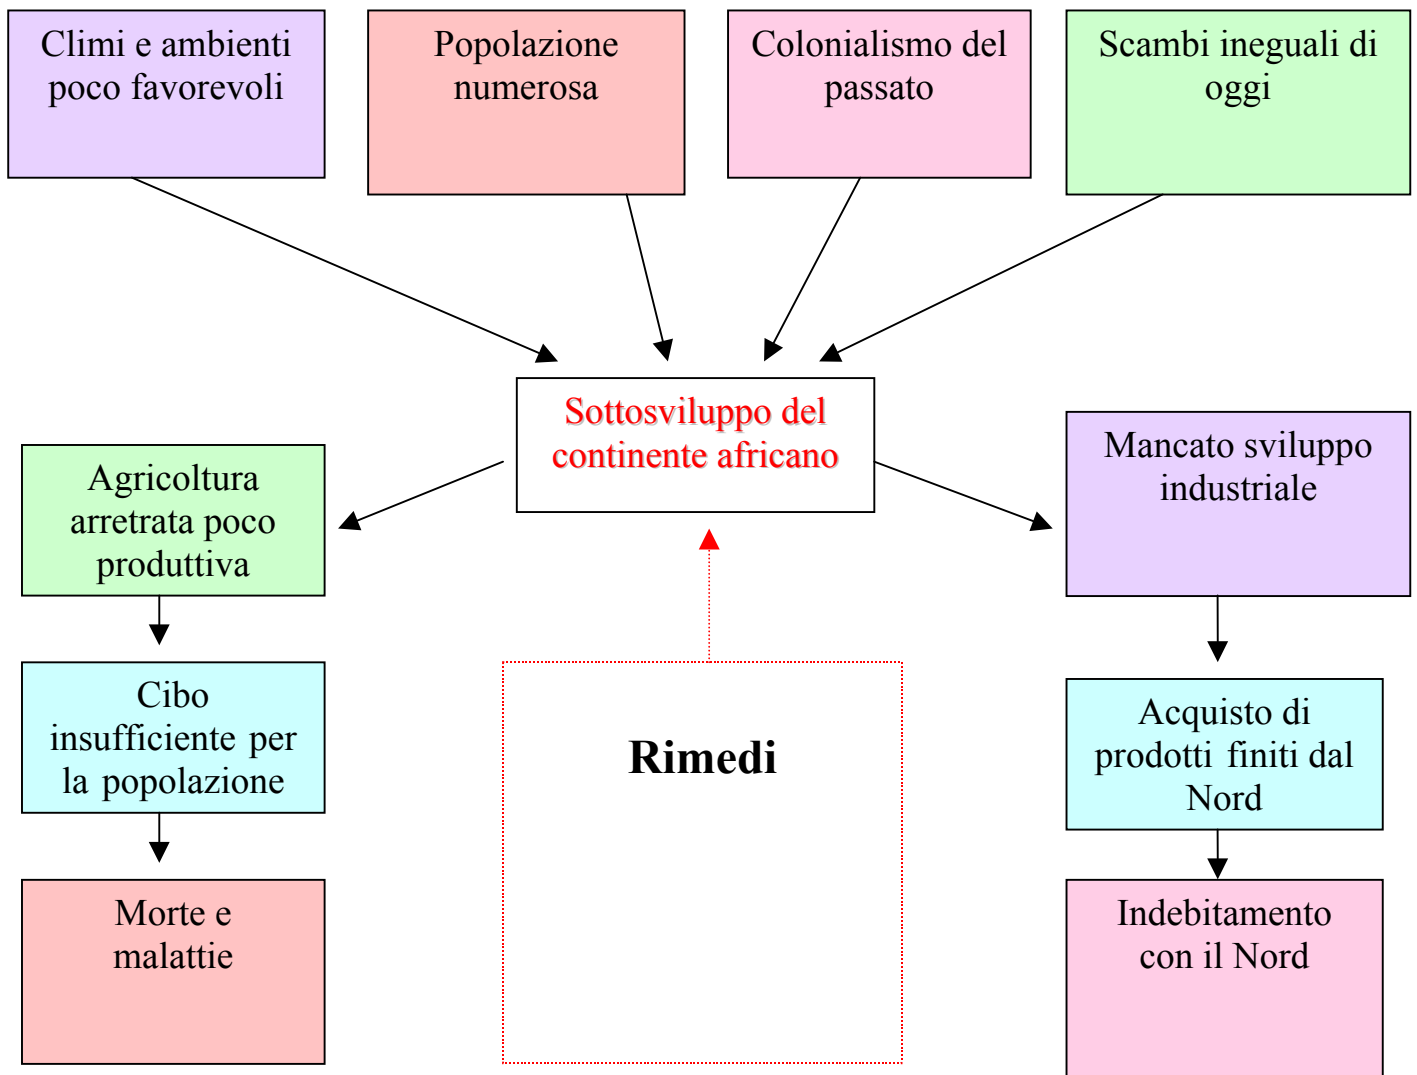 Climi e ambienti
poco favorevoli
Popolazione
numerosa
Colonialismo del
passato
Scambi ineguali di
oggi
Sottosviluppo del
continente africano
Agricoltura
arretrata poco
produttiva
Mancato sviluppo
industriale
Cibo
insufficiente per
la popolazione
Rimedi
Acquisto di
prodotti finiti dal
Nord
Morte e
malattie
Indebitamento
con il Nord